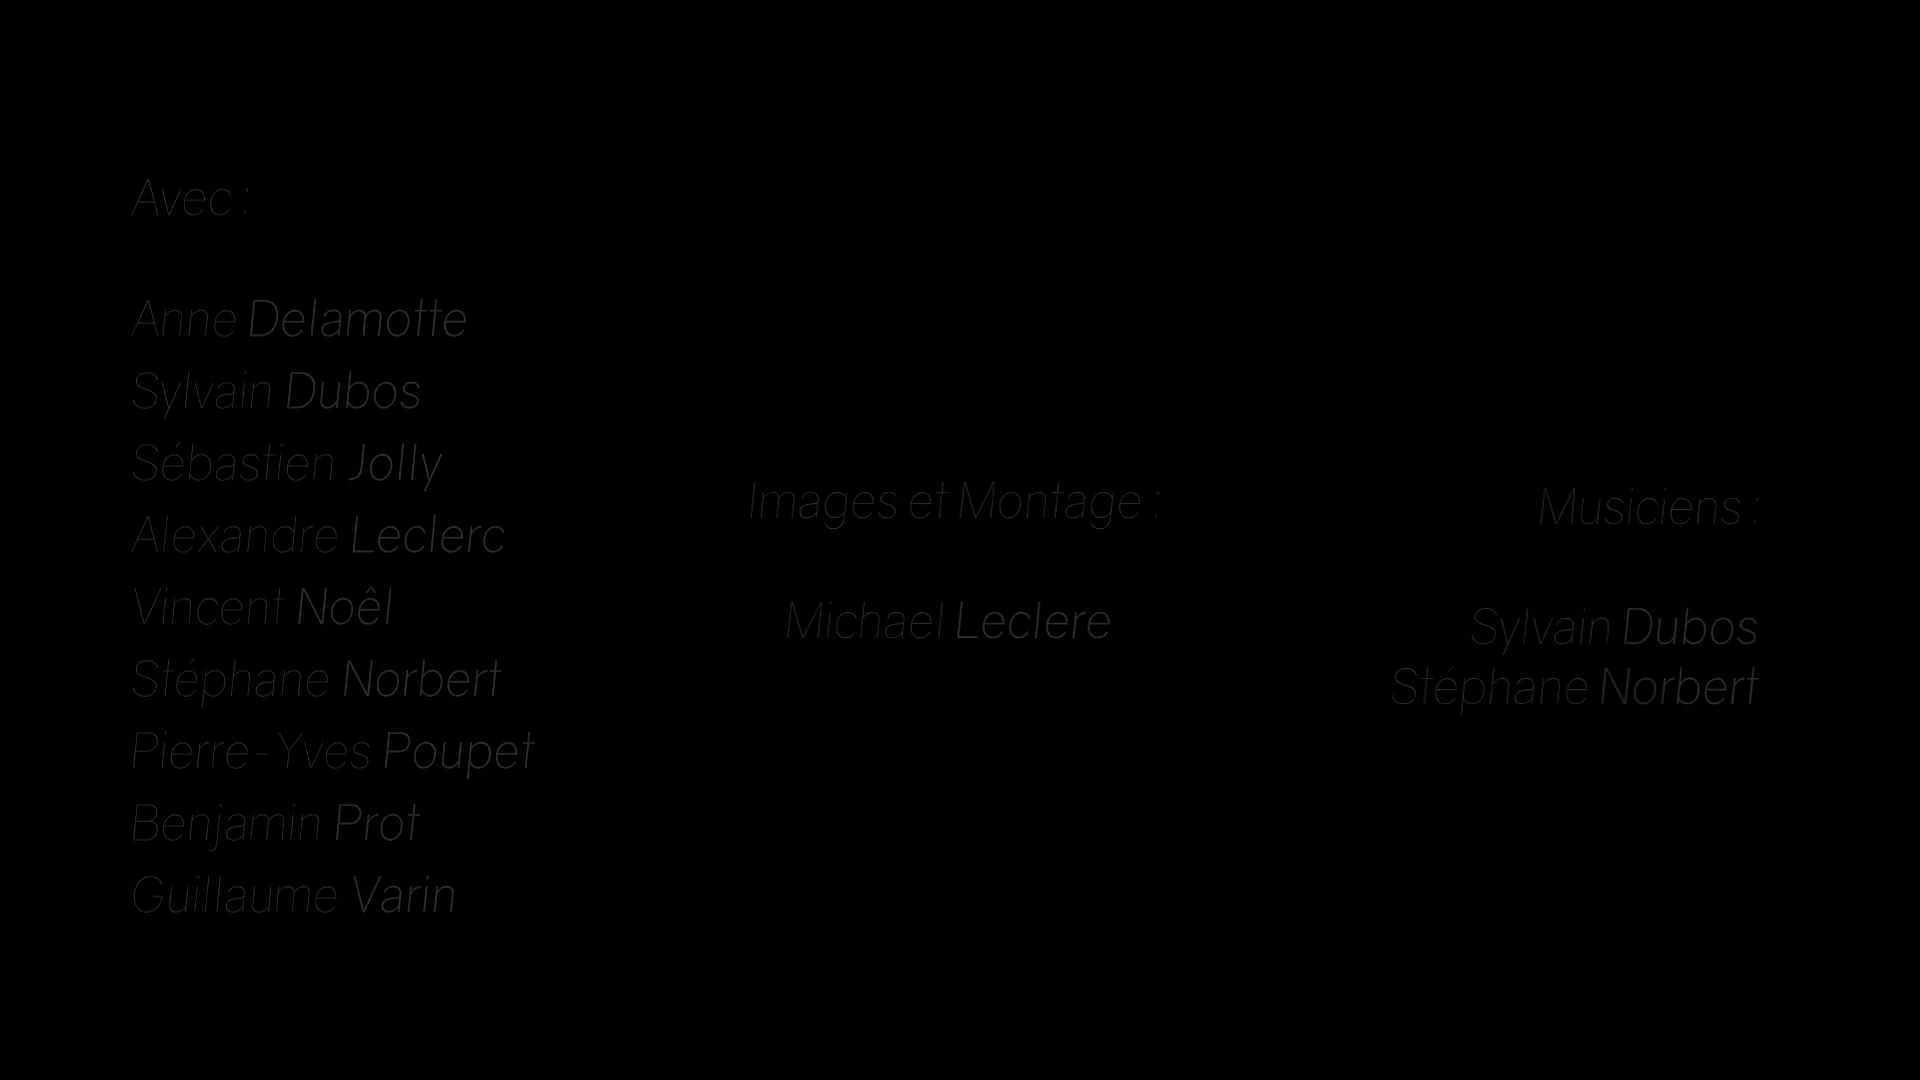 Avec :
Anne Delamotte
Sylvain Dubos
Sébastien Jolly
Alexandre Leclerc
Vincent Noêl
Stéphane Norbert
Pierre-Yves Poupet
Benjamin Prot
Guillaume Varin
Images et Montage :
Michael Leclere
Musiciens :
Sylvain Dubos
Stéphane Norbert